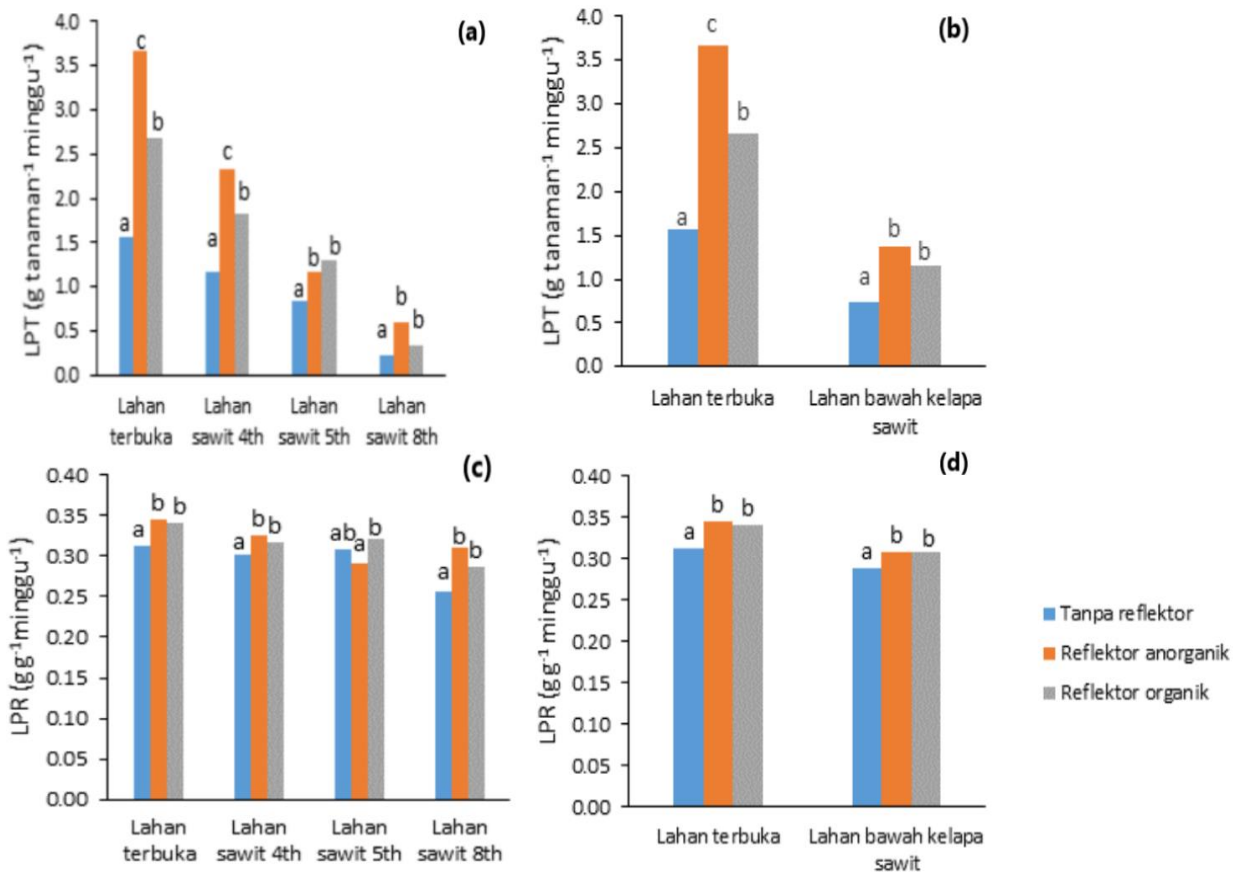 (a)
LPT (g tanaman⁻¹ minggu⁻¹)
4.0
3.5
3.0
2.5
2.0
1.5
1.0
0.5
0.0
a c b
a c b
a b b
a b b
Lahan terbuka
Lahan sawit 4th
Lahan sawit 5th
Lahan sawit 8th
(b)
LPT (g tanaman⁻¹ minggu⁻¹)
4.0
3.5
3.0
2.5
2.0
1.5
1.0
0.5
0.0
a c b
a b b
Lahan terbuka
Lahan bawah kelapa
sawit
(c)
LPR (g g⁻¹minggu⁻¹)
0.40
0.35
0.30
0.25
0.20
0.15
0.10
0.05
0.00
a b b
a b b
ab a b
a b b
Lahan
terbuka
Lahan
sawit 4th
Lahan
sawit 5th
Lahan
sawit 8th
(d)
LPR (g g⁻¹ minggu⁻¹)
0.40
0.35
0.30
0.25
0.20
0.15
0.10
0.05
0.00
a b b
a b b
Lahan terbuka
Lahan bawah kelapa
sawit
Tanpa reflektor
Reflektor anorganik
Reflektor organik